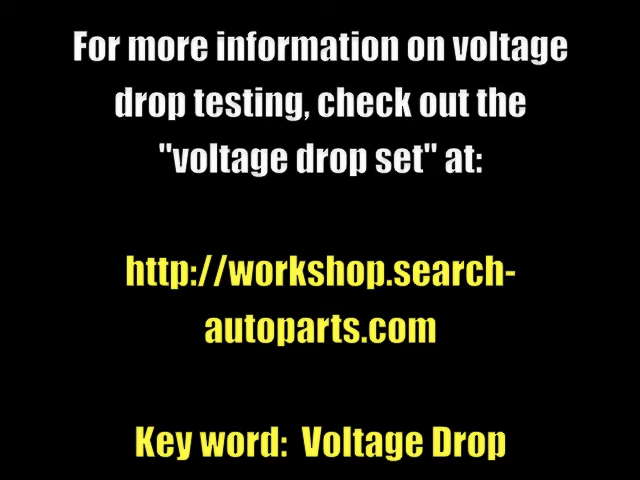 For more information on voltage
drop testing, check out the
"voltage drop set" at:
http://workshop.search-
autoparts.com
Key word:  Voltage Drop